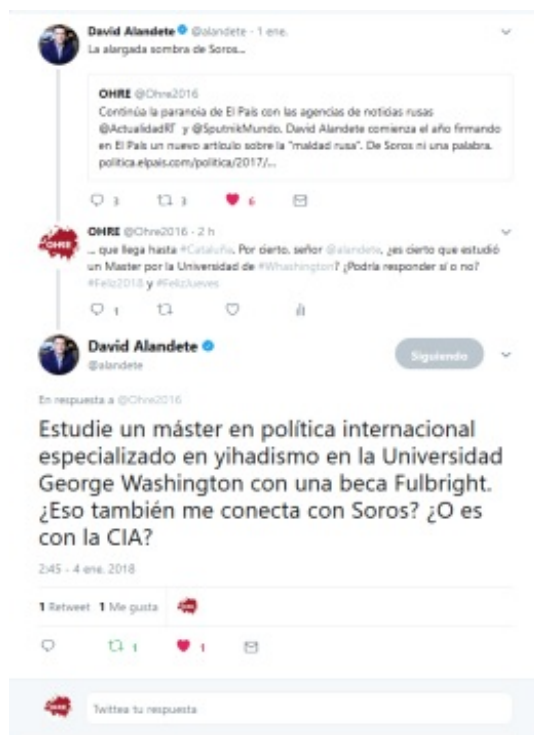 David Alandete @alandete - 1 ene.
La alargada sombra de Soros...
OHRE @Ohre2016
Continúa la paranoia de El País con las agencias de noticias rusas
@ActualidadRT y @SputnikMundo. David Alandete comienza el año firmando
en El País un nuevo artículo sobre la "maldad rusa". De Soros ni una palabra.
politica.elpais.com/politica/2017/...
3 3 6
OHRE @Ohre2016 - 2 h
... que llega hasta #Cataluña. Por cierto, señor @alandete, ¿es cierto que estudió
un Master por la Universidad de #Whashington? ¿Podría responder sí o no?
#Feliz2018 y #FelizJueves
1
OHRE
David Alandete
@alandete
Siguiendo
En respuesta a @Ohre2016
Estudie un máster en política internacional
especializado en yihadismo en la Universidad
George Washington con una beca Fulbright.
¿Eso también me conecta con Soros? ¿O es
con la CIA?
2:45 - 4 ene. 2018
1 Retweet 1 Me gusta
1 1
Twittea tu respuesta